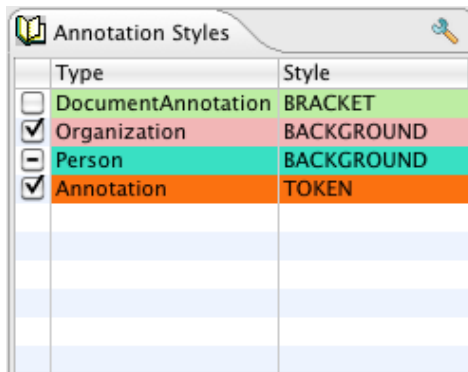 Annotation Styles
Type Style
DocumentAnnotation BRACKET
Organization BACKGROUND
Person BACKGROUND
Annotation TOKEN